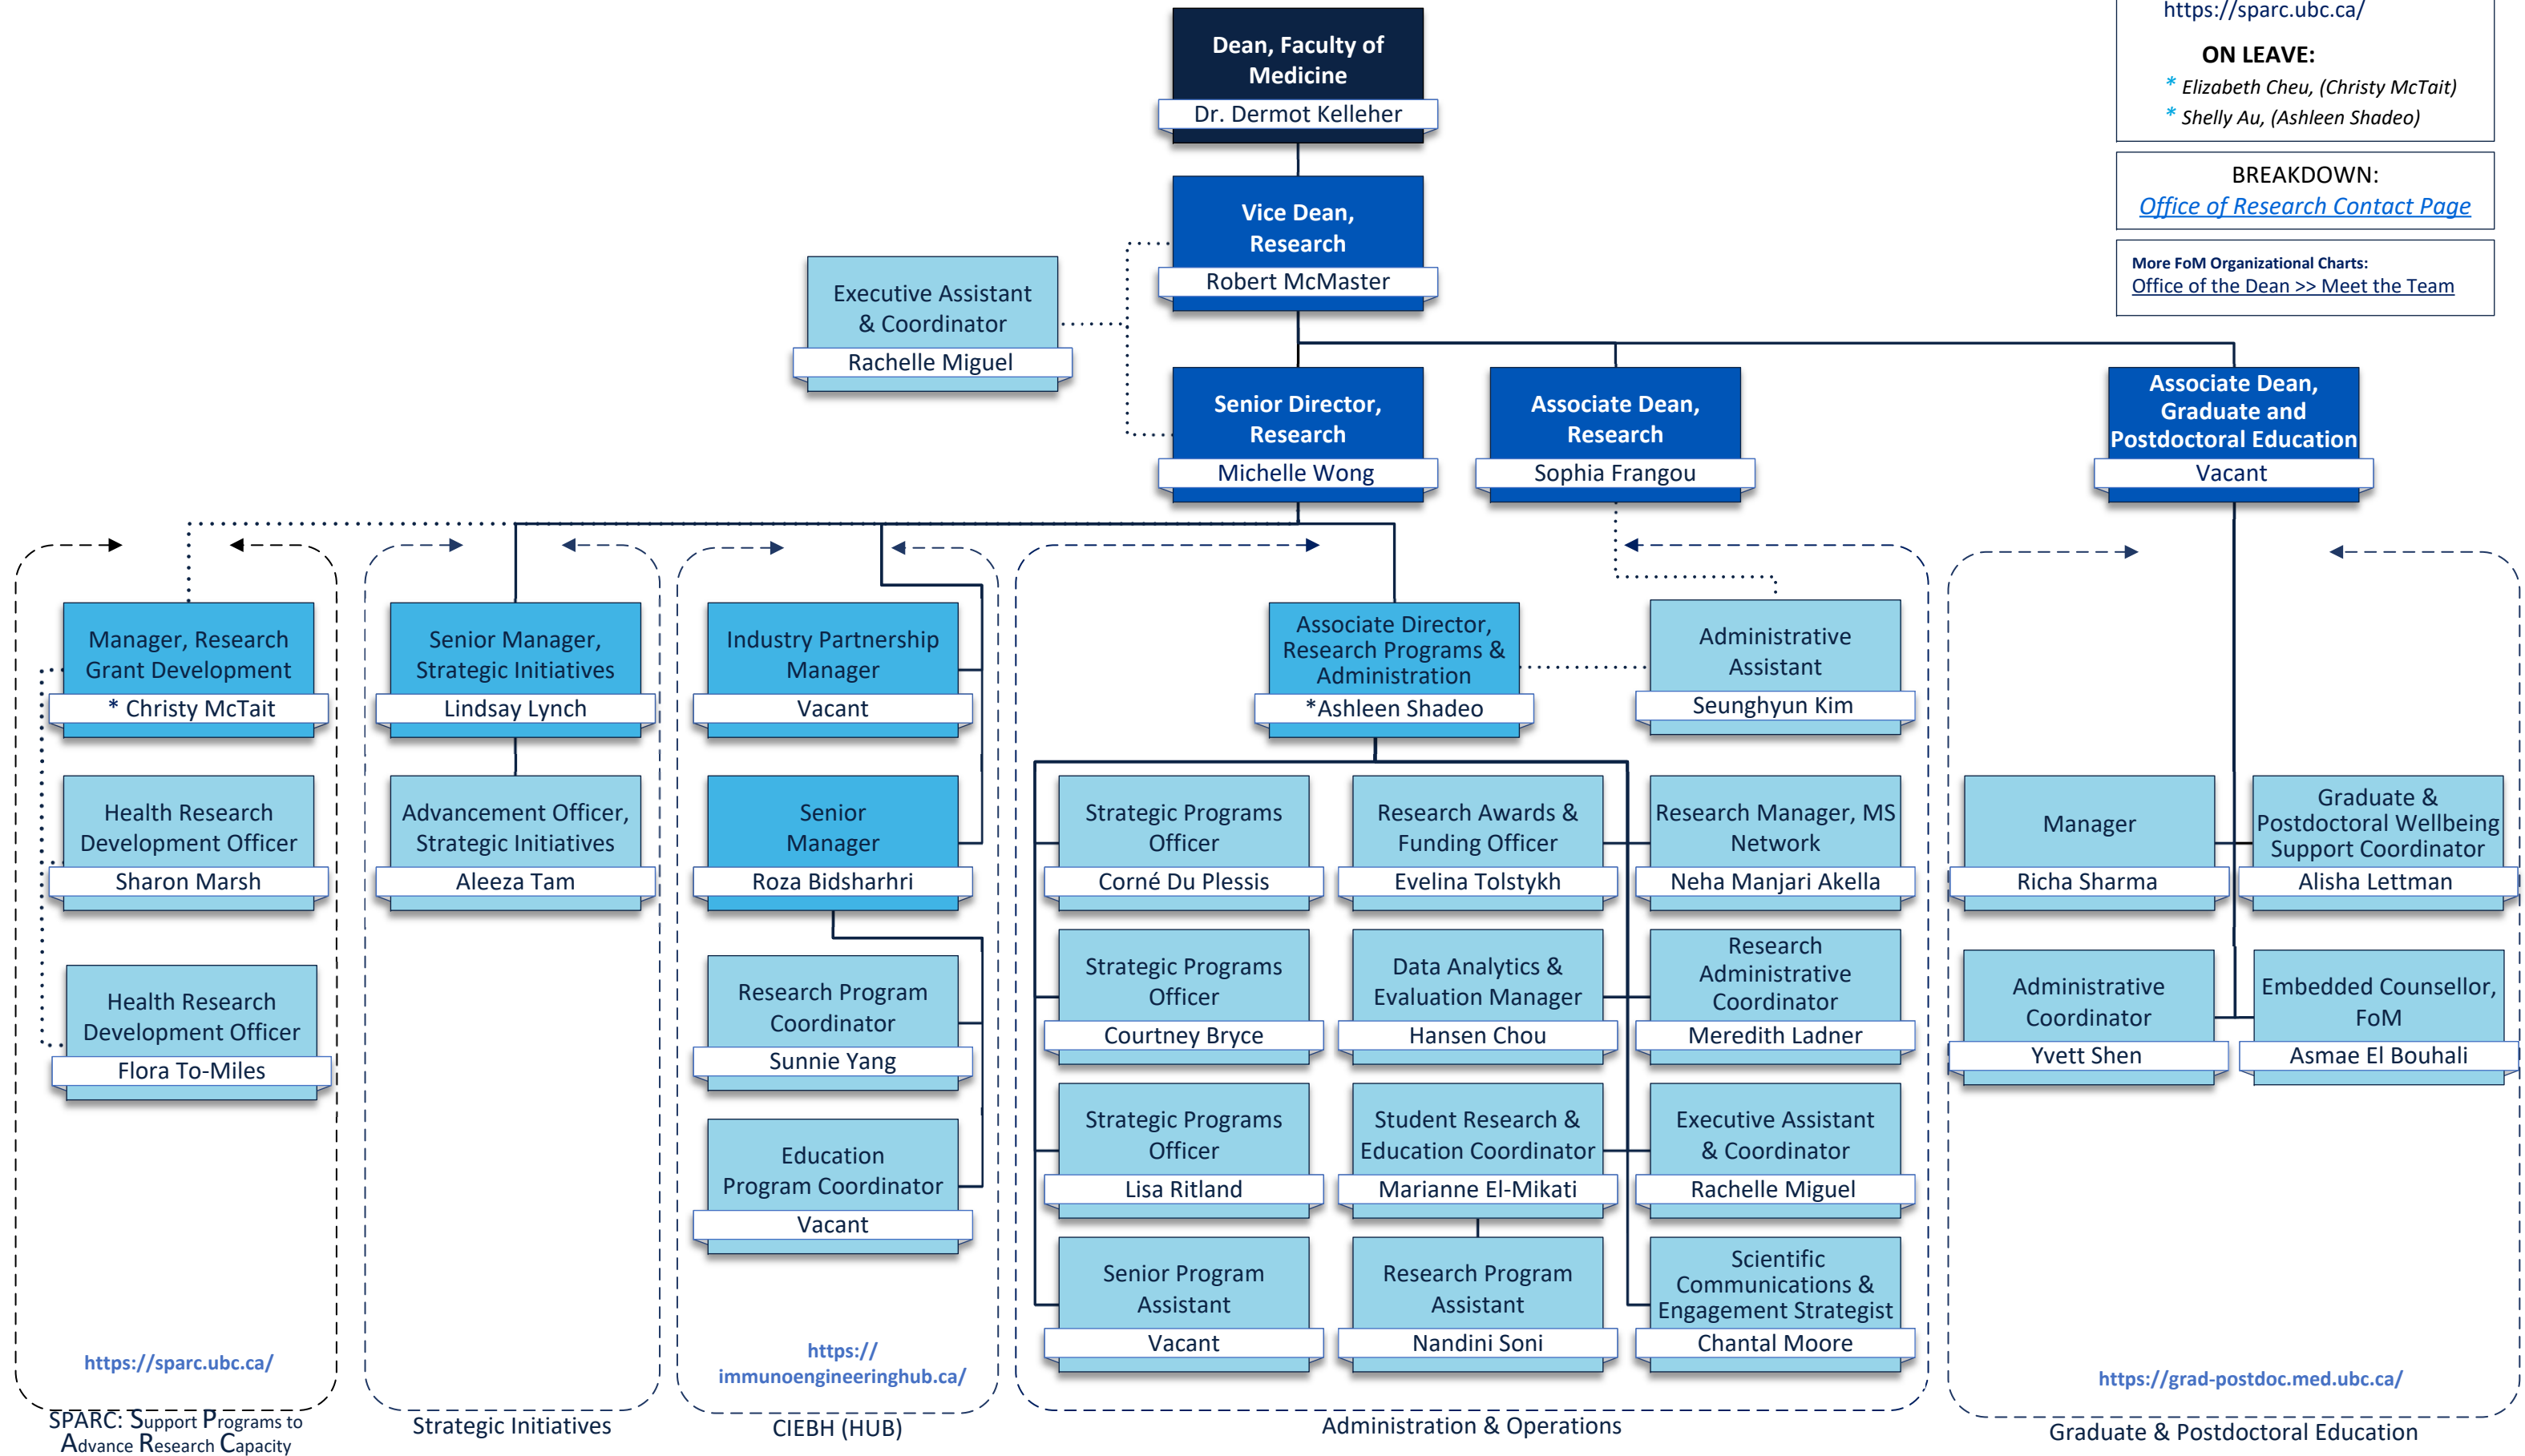 https://sparc.ubc.ca/
ON LEAVE:
* Elizabeth Cheu, (Christy McTait)
* Shelly Au, (Ashleen Shadeo)
BREAKDOWN:
Office of Research Contact Page
More FoM Organizational Charts:
Office of the Dean >> Meet the Team
Dean, Faculty of
Medicine
Dr. Dermot Kelleher
Vice Dean,
Research
Robert McMaster
Executive Assistant
& Coordinator
Rachelle Miguel
Senior Director,
Research
Michelle Wong
Associate Dean,
Research
Sophia Frangou
Associate Dean,
Graduate and
Postdoctoral Education
Vacant
Manager, Research
Grant Development
* Christy McTait
Health Research
Development Officer
Sharon Marsh
Health Research
Development Officer
Flora To-Miles
https://sparc.ubc.ca/
SPARC: Support Programs to
Advance Research Capacity
Senior Manager,
Strategic Initiatives
Lindsay Lynch
Advancement Officer,
Strategic Initiatives
Aleeza Tam
Strategic Initiatives
Industry Partnership
Manager
Vacant
Senior
Manager
Roza Bidsharhri
Research Program
Coordinator
Sunnie Yang
Education
Program Coordinator
Vacant
https://
immunoengineeringhub.ca/
CIEBH (HUB)
Associate Director,
Research Programs &
Administration
*Ashleen Shadeo
Administrative
Assistant
Seunghyun Kim
Strategic Programs
Officer
Corné Du Plessis
Research Awards &
Funding Officer
Evelina Tolstykh
Research Manager, MS
Network
Neha Manjari Akella
Strategic Programs
Officer
Courtney Bryce
Data Analytics &
Evaluation Manager
Hansen Chou
Research
Administrative
Coordinator
Meredith Ladner
Strategic Programs
Officer
Lisa Ritland
Student Research &
Education Coordinator
Marianne El-Mikati
Executive Assistant
& Coordinator
Rachelle Miguel
Senior Program
Assistant
Vacant
Research Program
Assistant
Nandini Soni
Scientific
Communications &
Engagement Strategist
Chantal Moore
Administration & Operations
Manager
Richa Sharma
Graduate &
Postdoctoral Wellbeing
Support Coordinator
Alisha Lettman
Administrative
Coordinator
Yvett Shen
Embedded Counsellor,
FoM
Asmae El Bouhali
https://grad-postdoc.med.ubc.ca/
Graduate & Postdoctoral Education